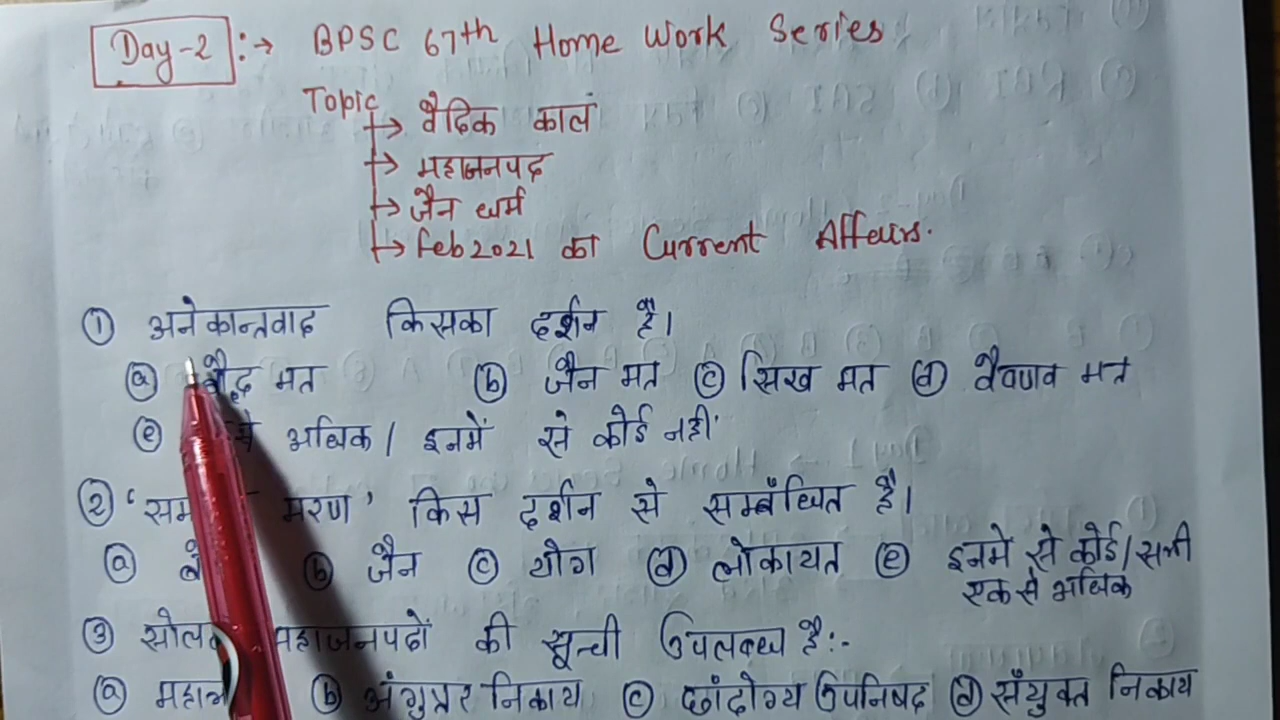 Day-2 :→ BPSC 67th Home Work Series
Topic
→ वैदिक काल
→ महाजनपद
→ जैन धर्म
→ Feb 2021 का Current Affeurs.
① अनेकान्तवाद किसका दर्शन है।
ⓐ बौद्ध मत ⓑ जैन मत ⓒ सिख मत ⓓ वैष्णव मत
ⓔ अधिक / इनमें से कोई नहीं
② ' मरण ' किस दर्शन से सम्बंधित है।
ⓐ ⓑ जैन ⓒ योग ⓓ लोकायत ⓔ इनमे से कोई / सभी
एक से अधिक
③ महाजनपदों की सूची उपलब्ध है:-
ⓐ ⓑ अंगुत्तर निकाय ⓒ छांदोग्य उपनिषद ⓓ संयुक्त निकाय